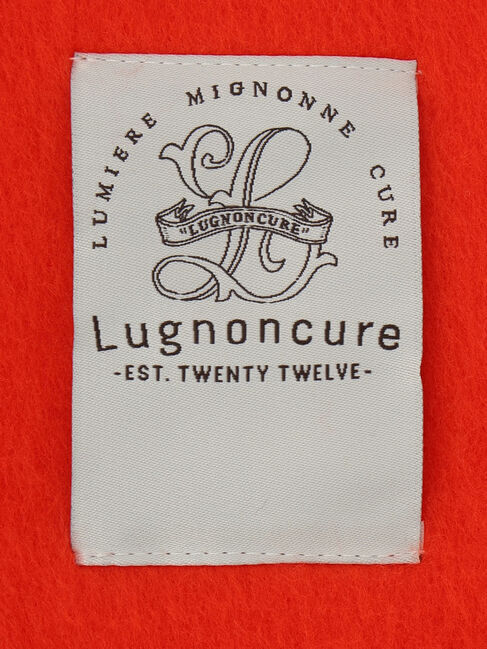 LUMIERE MIGNONNE CURE
"LUGNONCURE"
Lugnoncure
-EST. TWENTY TWELVE-